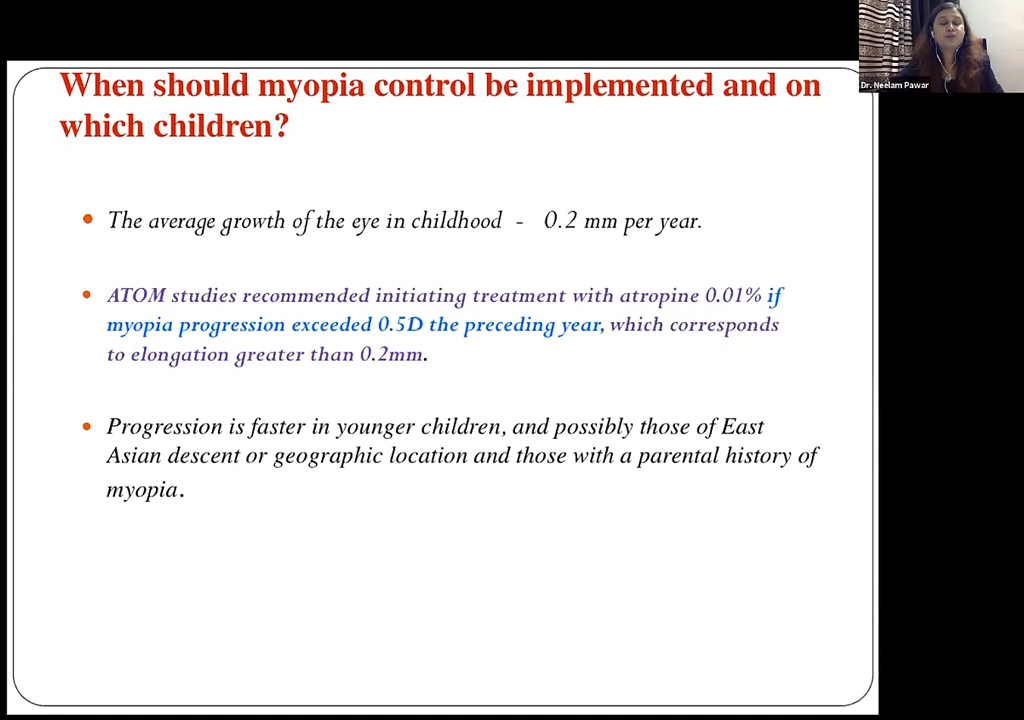 When should myopia control be implemented and on
which children?
• The average growth of the eye in childhood - 0.2 mm per year.
• ATOM studies recommended initiating treatment with atropine 0.01% if
myopia progression exceeded 0.5D the preceding year, which corresponds
to elongation greater than 0.2mm.
• Progression is faster in younger children, and possibly those of East
Asian descent or geographic location and those with a parental history of
myopia.
Dr. Neelam Pawar